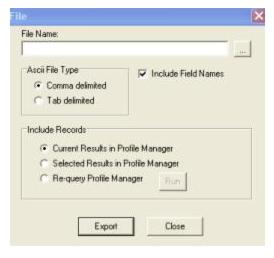 File
File Name:
...
Ascii File Type
Include Field Names
Comma delimited
Tab delimited
Include Records
Current Results in Profile Manager
Selected Results in Profile Manager
Re-query Profile Manager
Run
Export
Close